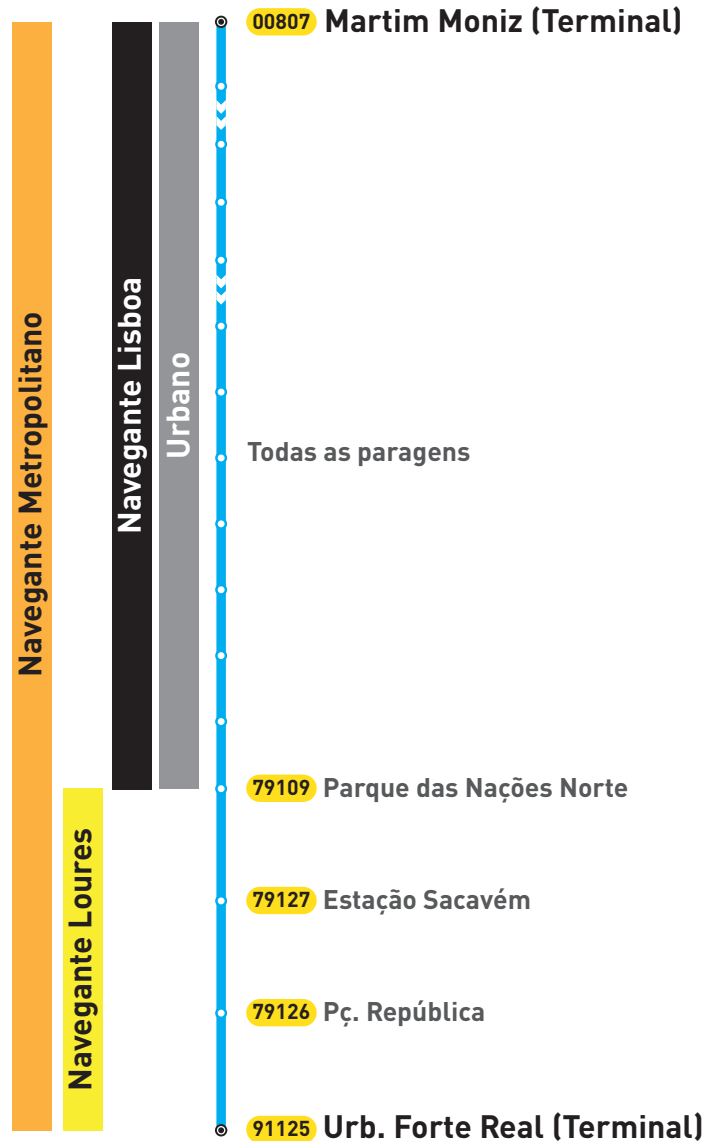 00807 Martim Moniz (Terminal)
Navegante Metropolitano
Navegante Lisboa
Urbano
Todas as paragens
79109 Parque das Nações Norte
Navegante Loures
79127 Estação Sacavém
79126 Pç. República
91125 Urb. Forte Real (Terminal)